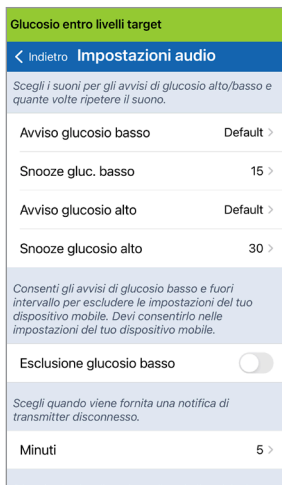 Glucosio entro livelli target
Indietro Impostazioni audio
Scegli i suoni per gli avvisi di glucosio alto/basso e
quante volte ripetere il suono.
Avviso glucosio basso Default
Snooze gluc. basso 15
Avviso glucosio alto Default
Snooze glucosio alto 30
Consenti gli avvisi di glucosio basso e fuori
intervallo per escludere le impostazioni del tuo
dispositivo mobile. Devi consentirlo nelle
impostazioni del tuo dispositivo mobile.
Esclusione glucosio basso
Scegli quando viene fornita una notifica di
transmitter disconnesso.
Minuti 5